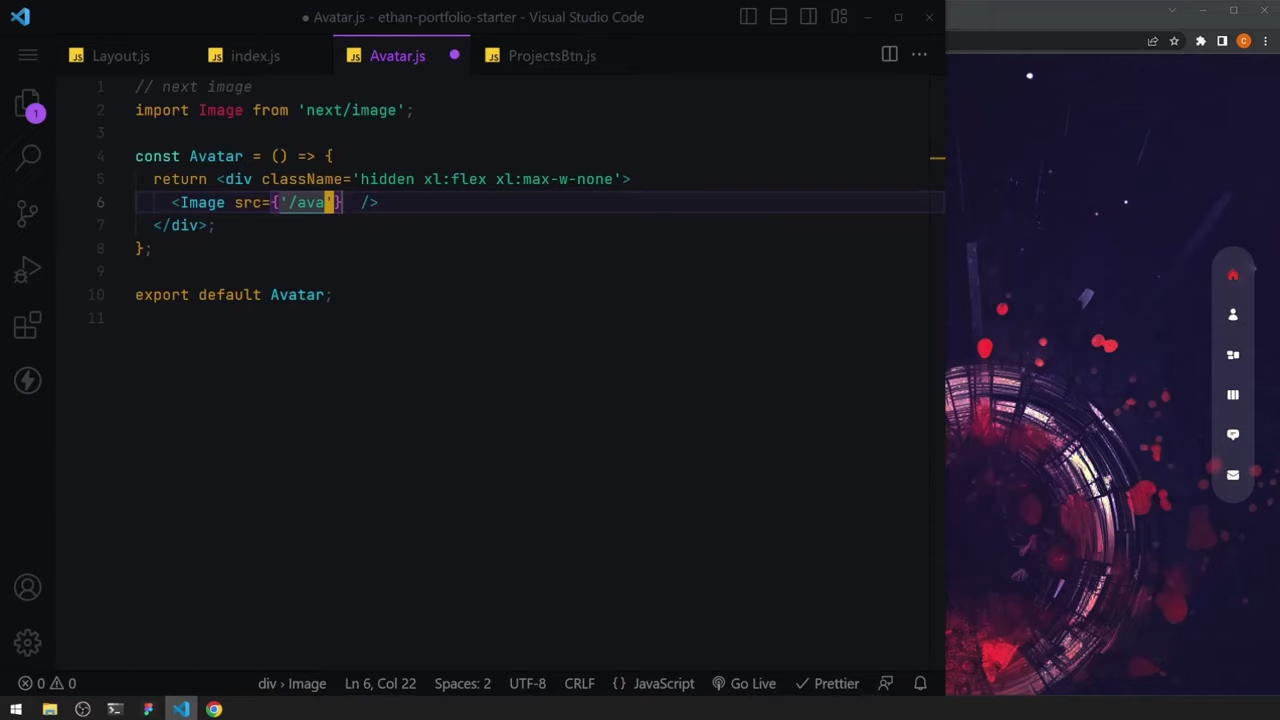 ● Avatar.js - ethan-portfolio-starter - Visual Studio Code
JS Layout.js
JS index.js
JS Avatar.js
JS ProjectsBtn.js
C
1
1 // next image
2 import Image from 'next/image';
3
4 const Avatar = () => {
5 return <div className='hidden xl:flex xl:max-w-none'>
6 <Image src={'/ava'} />
7 </div>;
8 };
9
10 export default Avatar;
11
0 0
div › Image
Ln 6, Col 22
Spaces: 2
UTF-8
CRLF
{} JavaScript
Go Live
Prettier